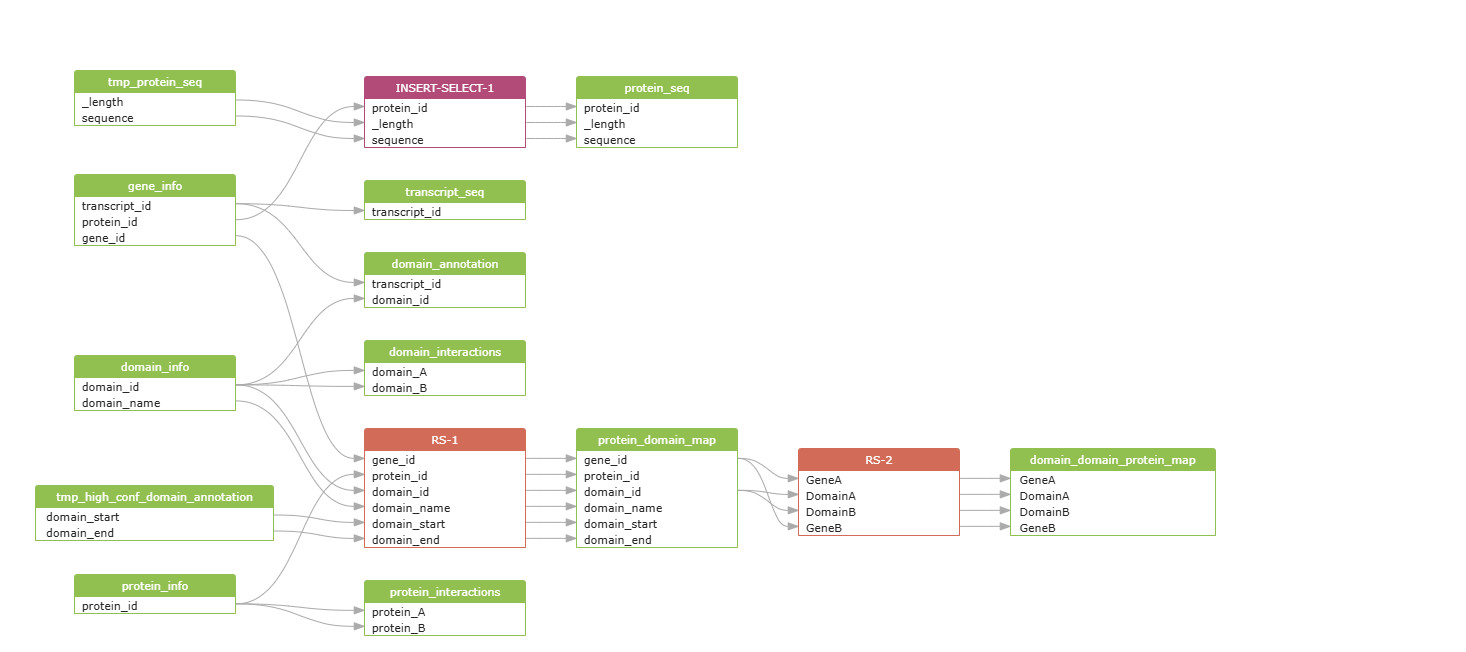 tmp_protein_seq
_length
sequence
gene_info
transcript_id
protein_id
gene_id
domain_info
domain_id
domain_name
tmp_high_conf_domain_annotation
domain_start
domain_end
protein_info
protein_id
INSERT-SELECT-1
protein_id
_length
sequence
transcript_seq
transcript_id
domain_annotation
transcript_id
domain_id
domain_interactions
domain_A
domain_B
RS-1
gene_id
protein_id
domain_id
domain_name
domain_start
domain_end
protein_interactions
protein_A
protein_B
protein_seq
protein_id
_length
sequence
protein_domain_map
gene_id
protein_id
domain_id
domain_name
domain_start
domain_end
RS-2
GeneA
DomainA
DomainB
GeneB
domain_domain_protein_map
GeneA
DomainA
DomainB
GeneB